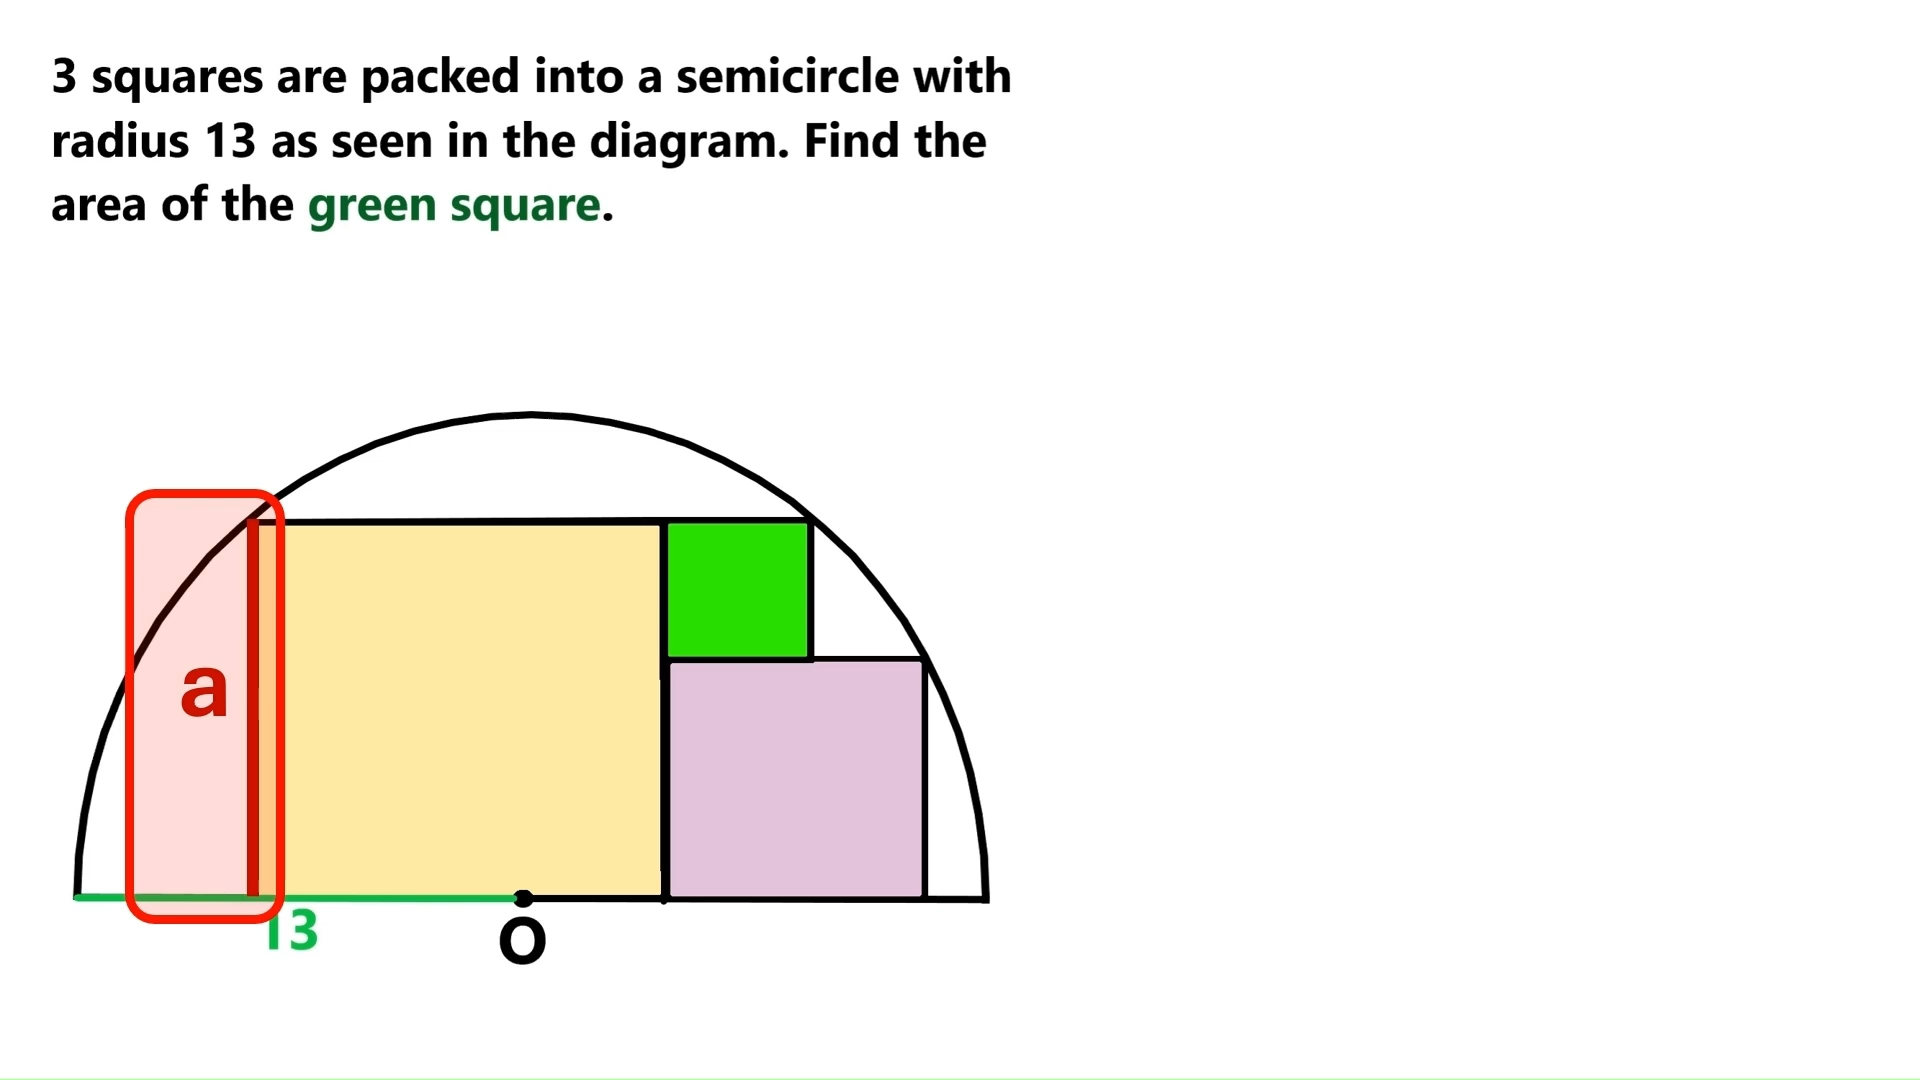 3 squares are packed into a semicircle with
radius 13 as seen in the diagram. Find the
area of the green square.
a
13
O